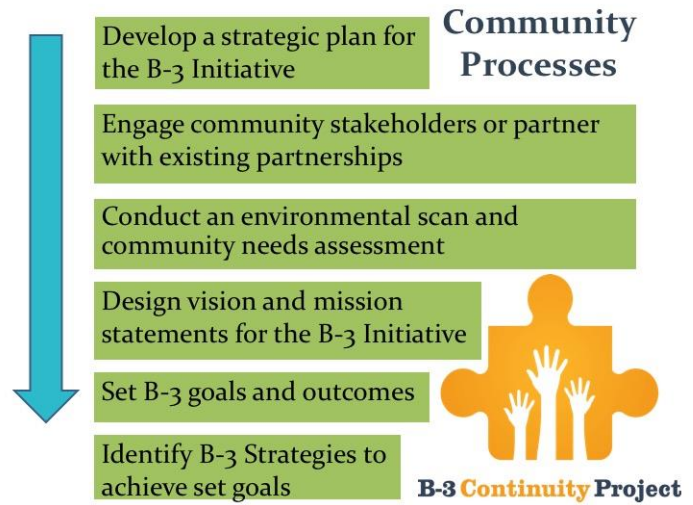 Community
Processes
Develop a strategic plan for
the B-3 Initiative
Engage community stakeholders or partner
with existing partnerships
Conduct an environmental scan and
community needs assessment
Design vision and mission
statements for the B-3 Initiative
Set B-3 goals and outcomes
Identify B-3 Strategies to
achieve set goals
B-3 Continuity Project